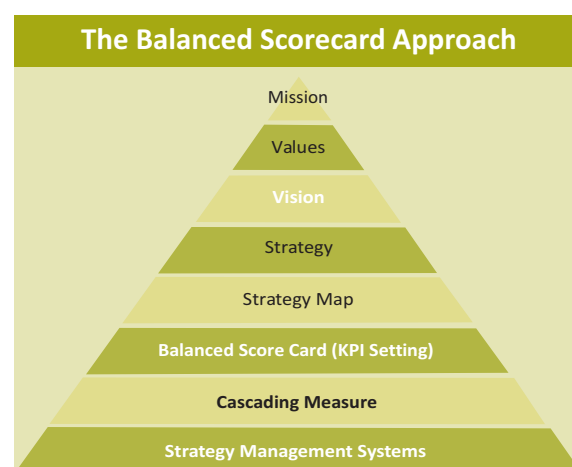 The Balanced Scorecard Approach
Mission
Values
Vision
Strategy
Strategy Map
Balanced Score Card (KPI Setting)
Cascading Measure
Strategy Management Systems